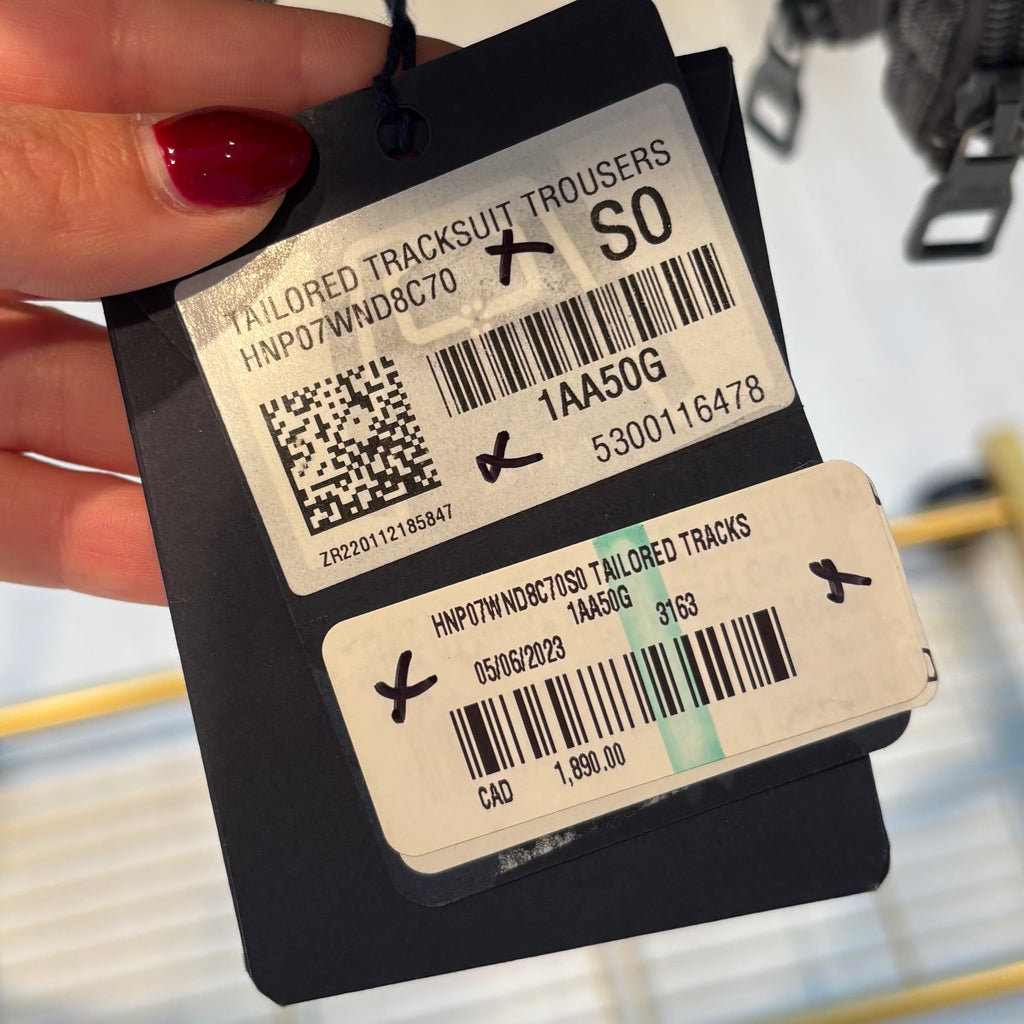 TAILORED TRACKSUIT TROUSERS
HNP07WND8C70
S0
1AA50G
5300116478
ZR220112185847
HNP07WND8C70S0 TAILORED TRACKS
1AA50G 3163
05/06/2023
CAD 1,890.00